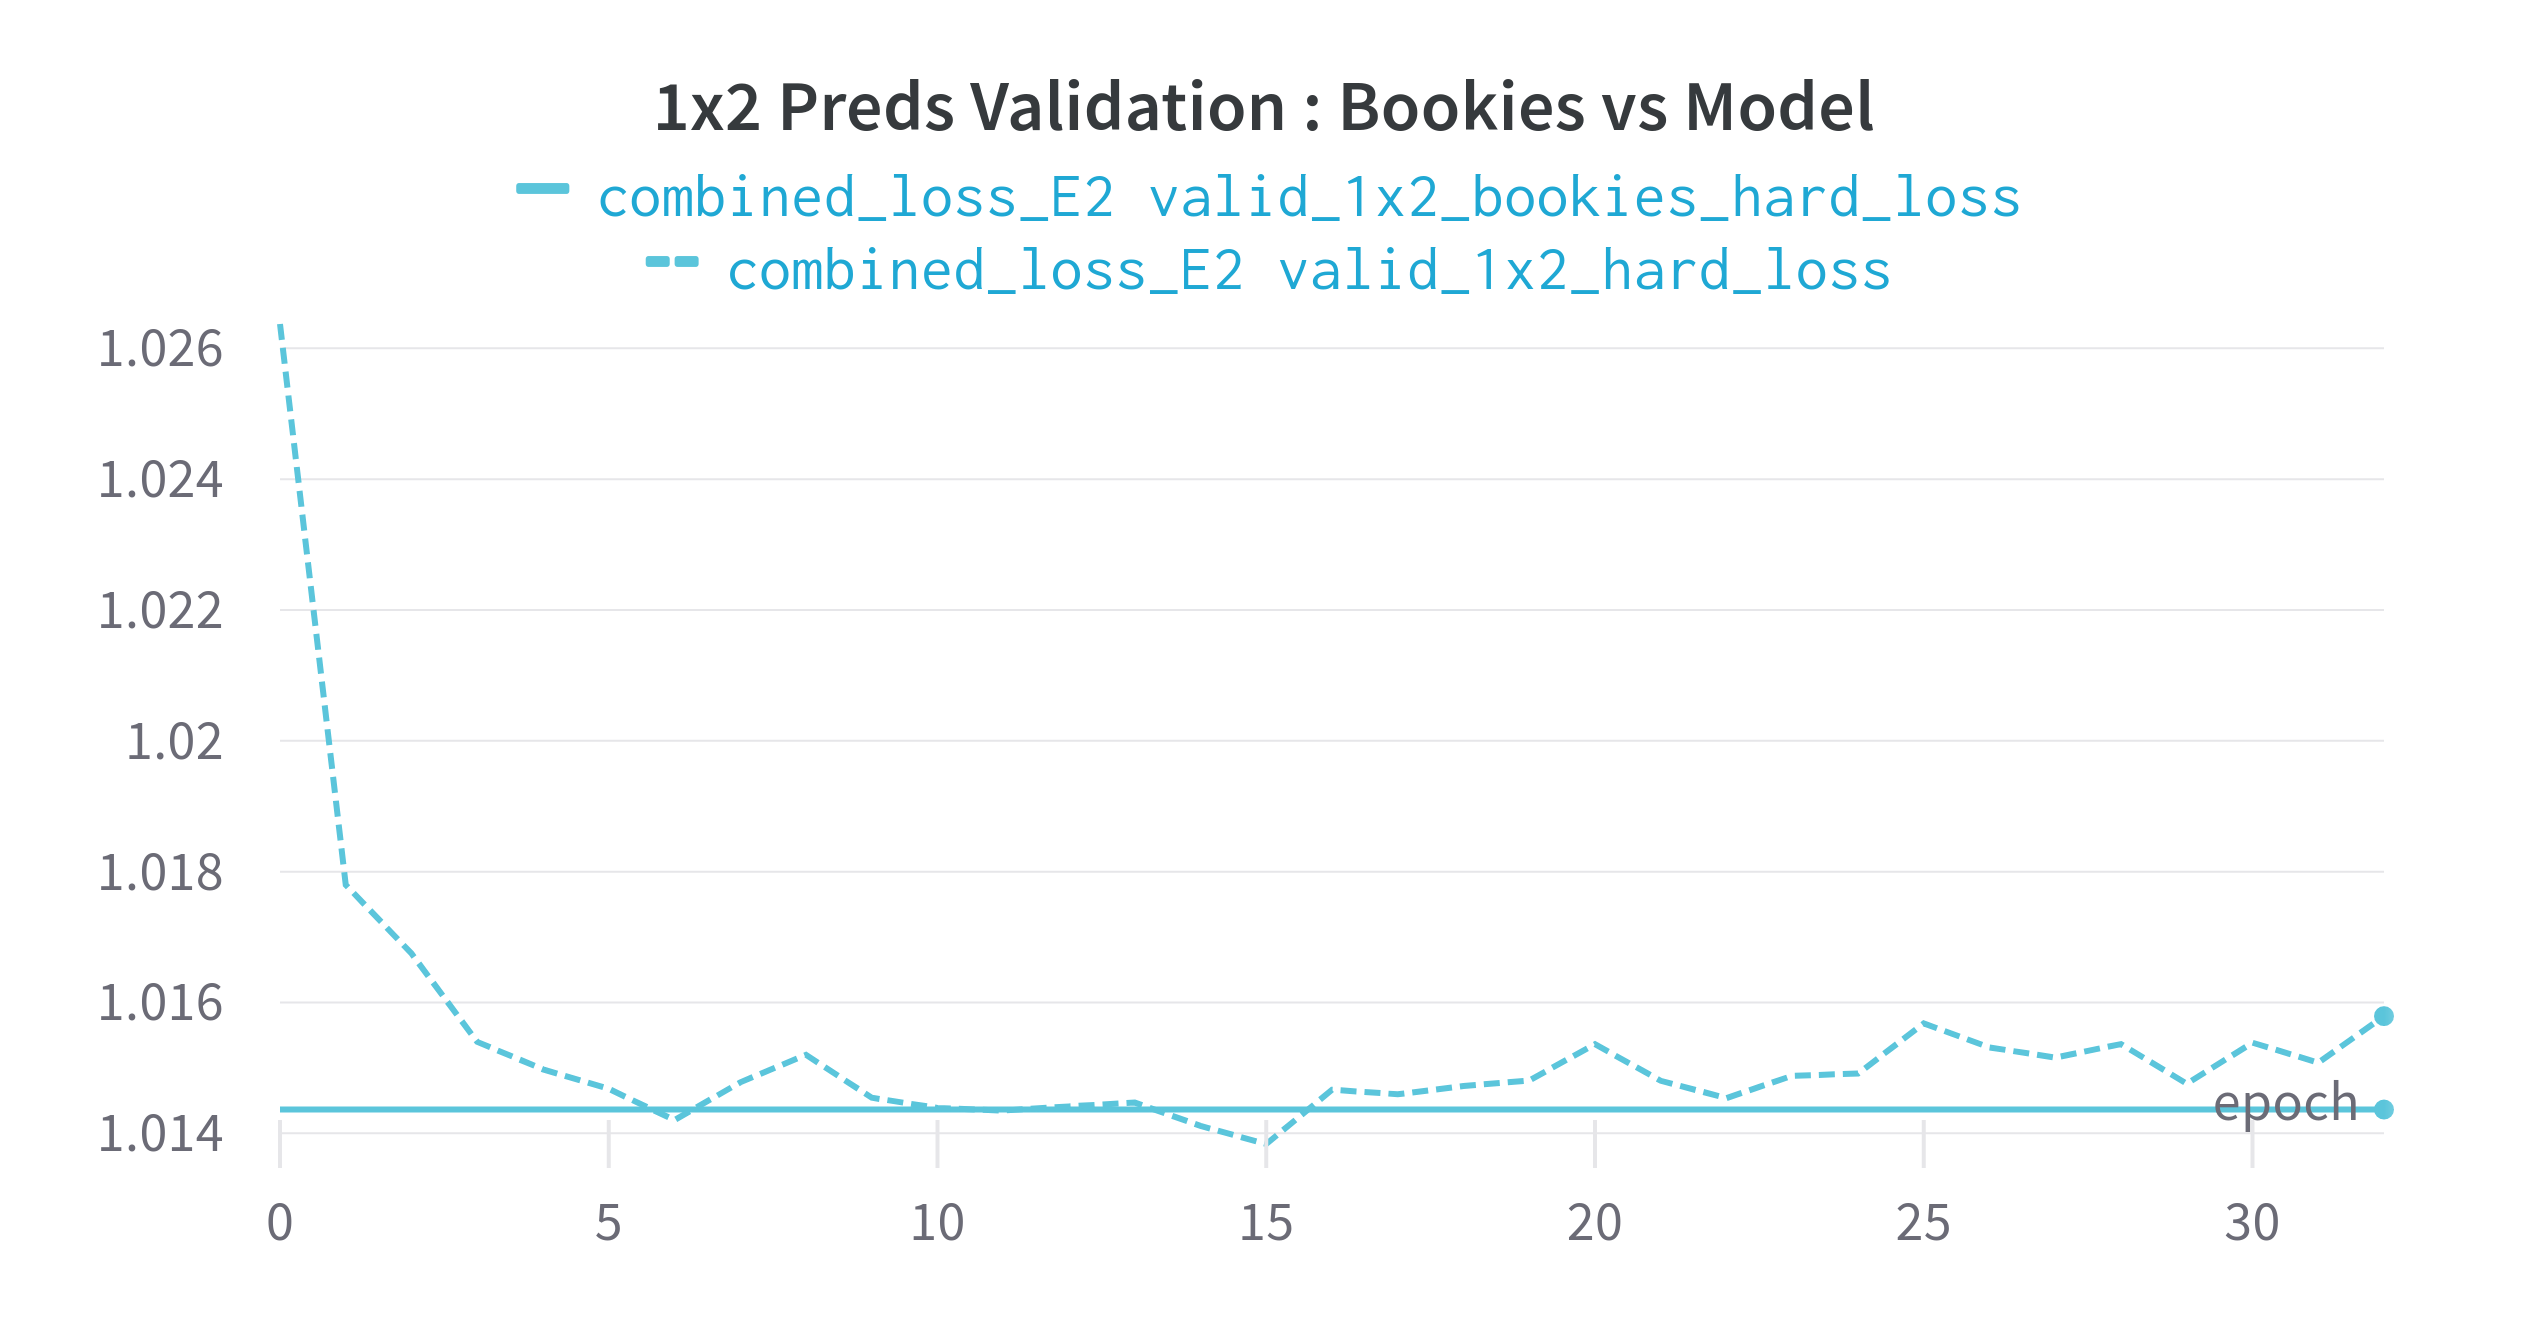 1x2 Preds Validation : Bookies vs Model
combined_loss_E2 valid_1x2_bookies_hard_loss
combined_loss_E2 valid_1x2_hard_loss
1.026
1.024
1.022
1.02
1.018
1.016
1.014
epoch
0 5 10 15 20 25 30